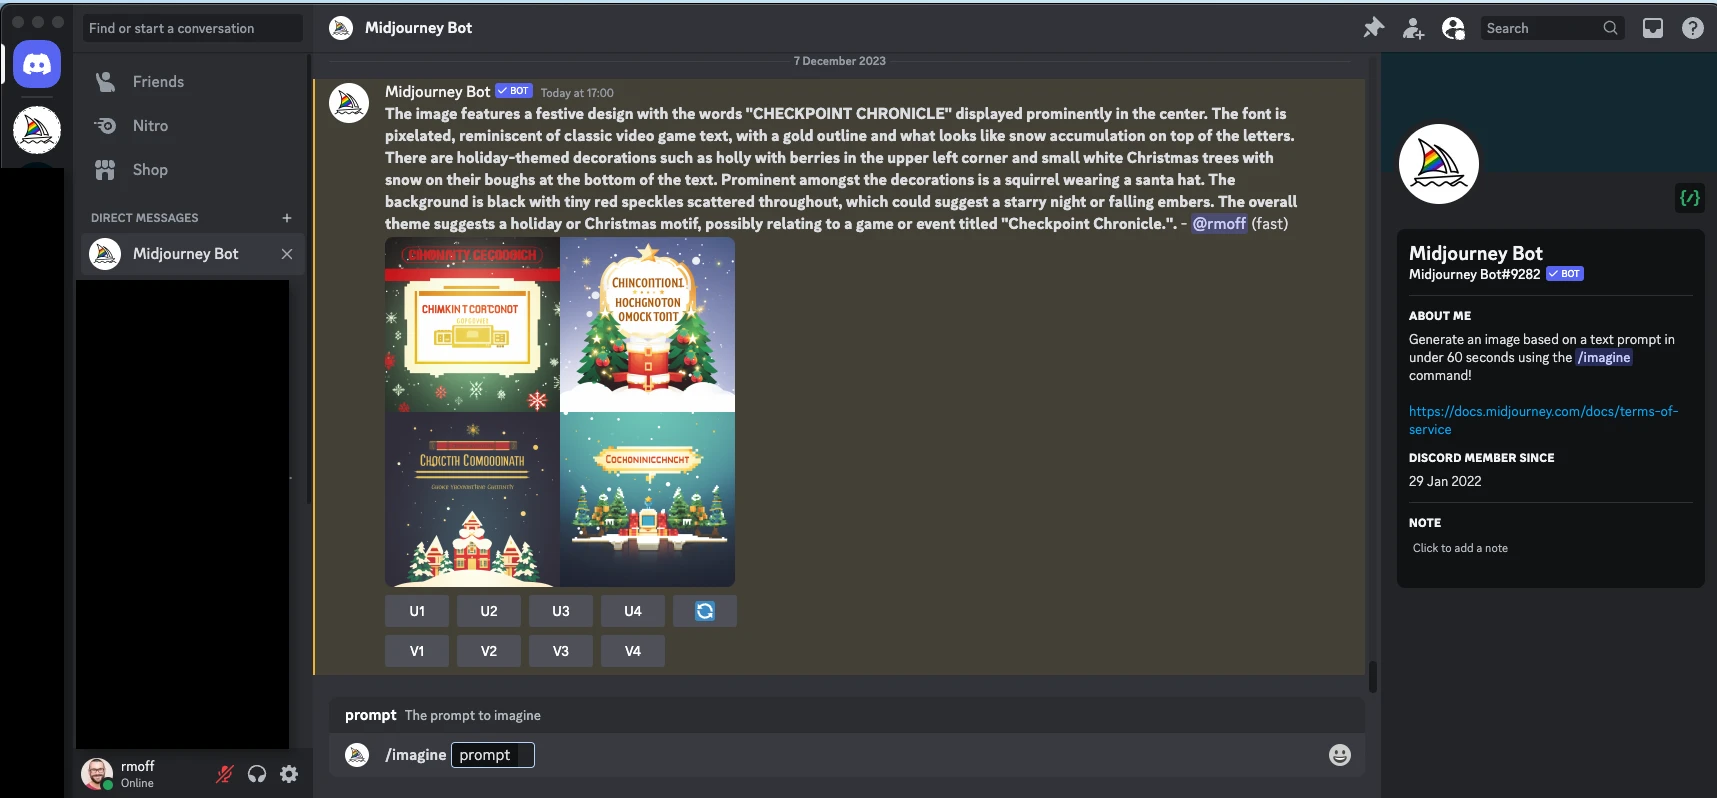 Find or start a conversation
Friends
Nitro
Shop
DIRECT MESSAGES
Midjourney Bot
rmoff
Online
Midjourney Bot
Search
7 December 2023
Midjourney Bot BOT Today at 17:00
The image features a festive design with the words "CHECKPOINT CHRONICLE" displayed prominently in the center. The font is
pixelated, reminiscent of classic video game text, with a gold outline and what looks like snow accumulation on top of the letters.
There are holiday-themed decorations such as holly with berries in the upper left corner and small white Christmas trees with
snow on their boughs at the bottom of the text. Prominent amongst the decorations is a squirrel wearing a santa hat. The
background is black with tiny red speckles scattered throughout, which could suggest a starry night or falling embers. The overall
theme suggests a holiday or Christmas motif, possibly relating to a game or event titled "Checkpoint Chronicle.". - @rmoff (fast)
CHIMKIN T CORTCONOT
CHINCONTION1
HOCHGNOTON
OMOCK TONT
COCHONINICCHNCHT
U1 U2 U3 U4
V1 V2 V3 V4
prompt The prompt to imagine
/imagine prompt
Midjourney Bot
Midjourney Bot#9282 BOT
ABOUT ME
Generate an image based on a text prompt in
under 60 seconds using the /imagine
command!
https://docs.midjourney.com/docs/terms-of-
service
DISCORD MEMBER SINCE
29 Jan 2022
NOTE
Click to add a note